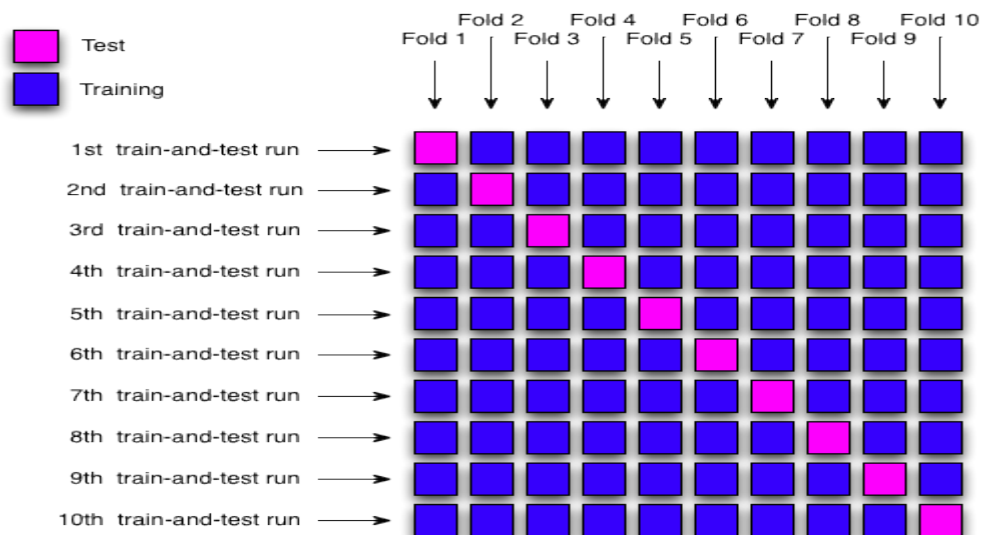 Fold 2 Fold 4 Fold 6 Fold 8 Fold 10
Fold 1 Fold 3 Fold 5 Fold 7 Fold 9
Test
Training
1st train-and-test run
2nd train-and-test run
3rd train-and-test run
4th train-and-test run
5th train-and-test run
6th train-and-test run
7th train-and-test run
8th train-and-test run
9th train-and-test run
10th train-and-test run